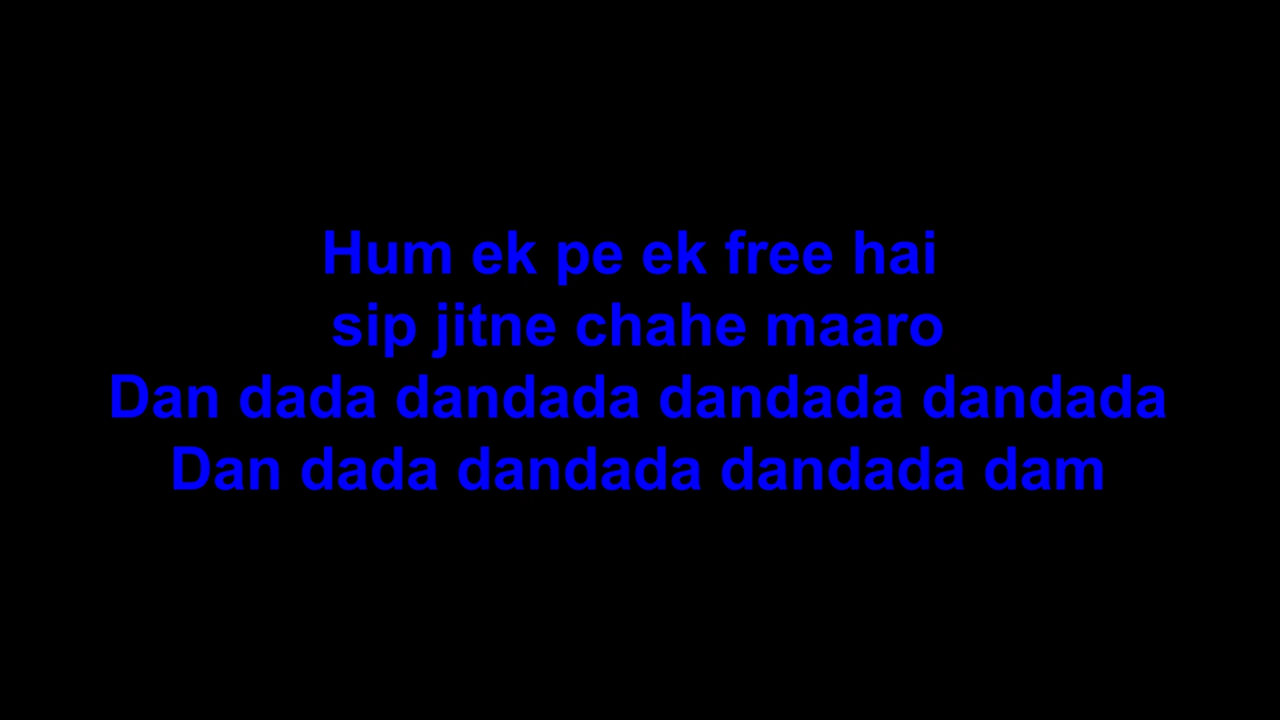 Hum ek pe ek free hai
sip jitne chahe maaro
Dan dada dandada dandada dandada
Dan dada dandada dandada dam